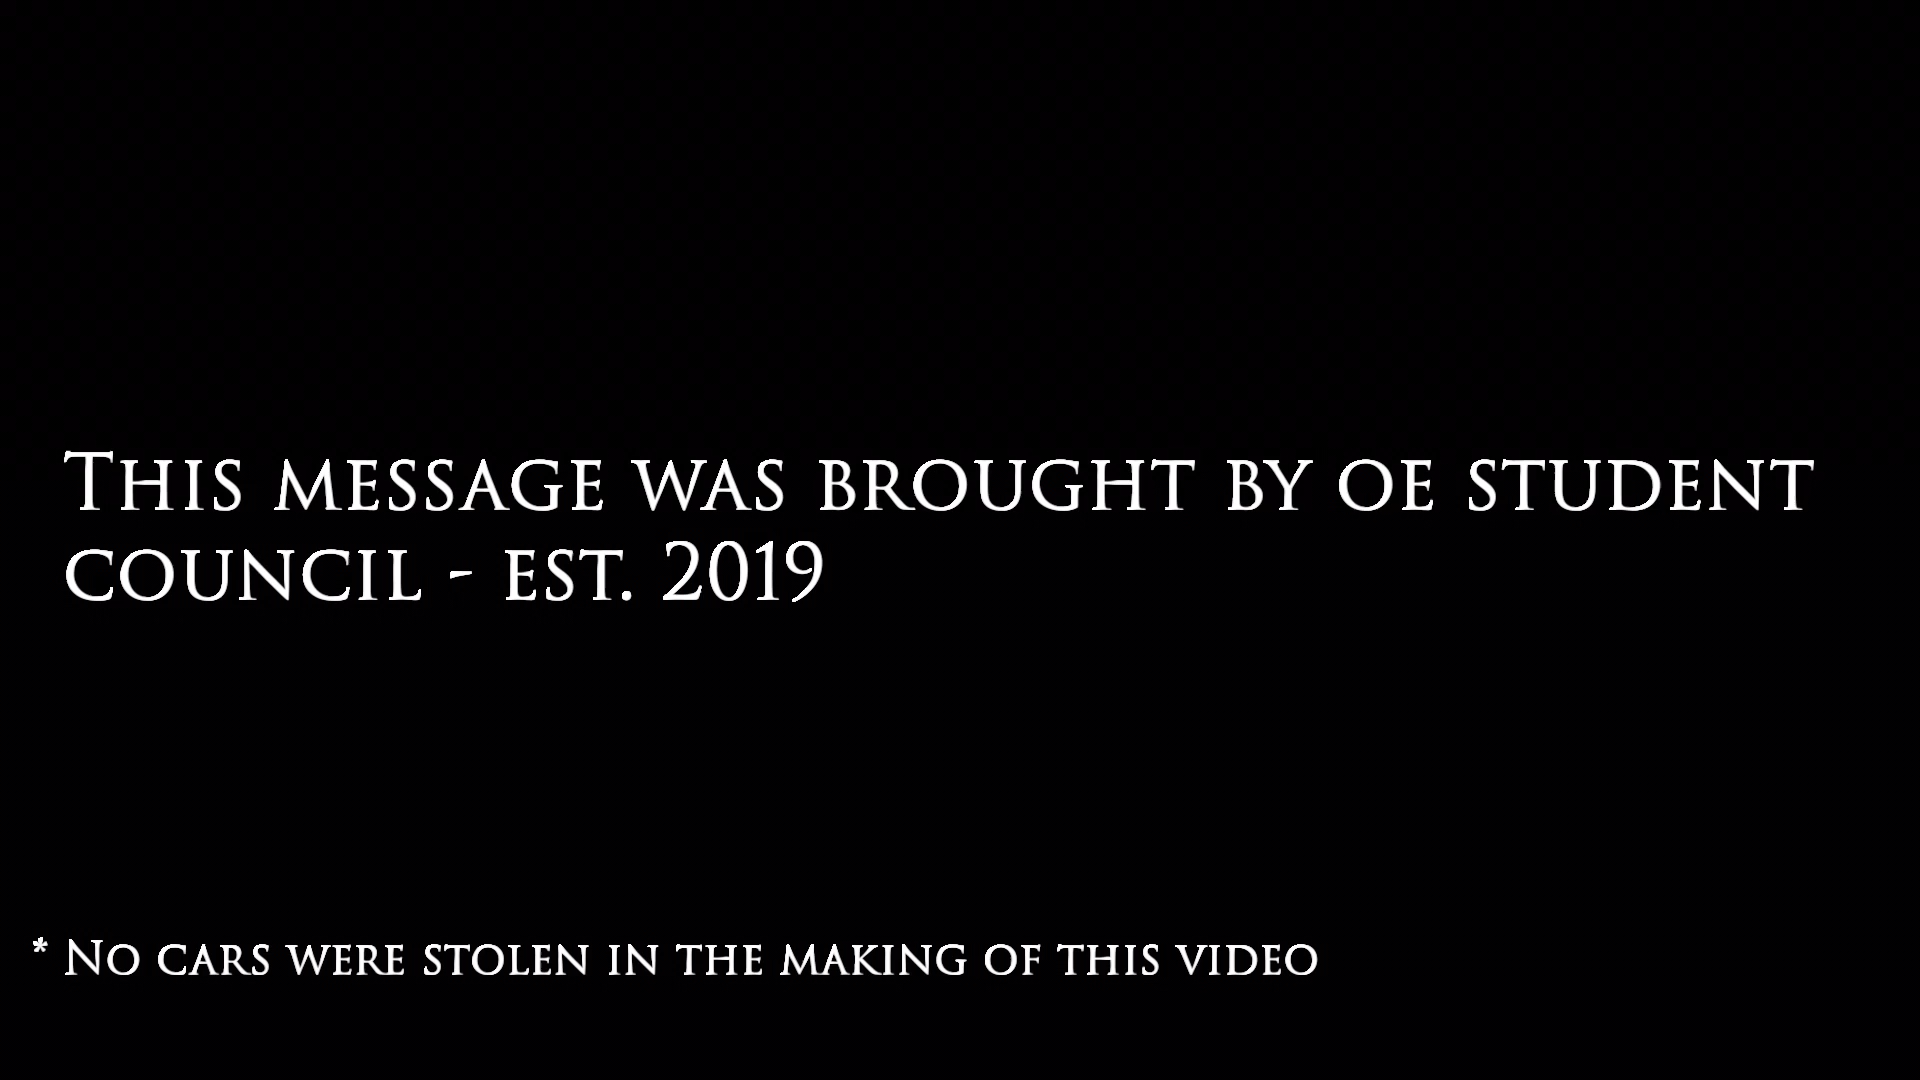 This message was brought by OE student
council - est. 2019
* No cars were stolen in the making of this video